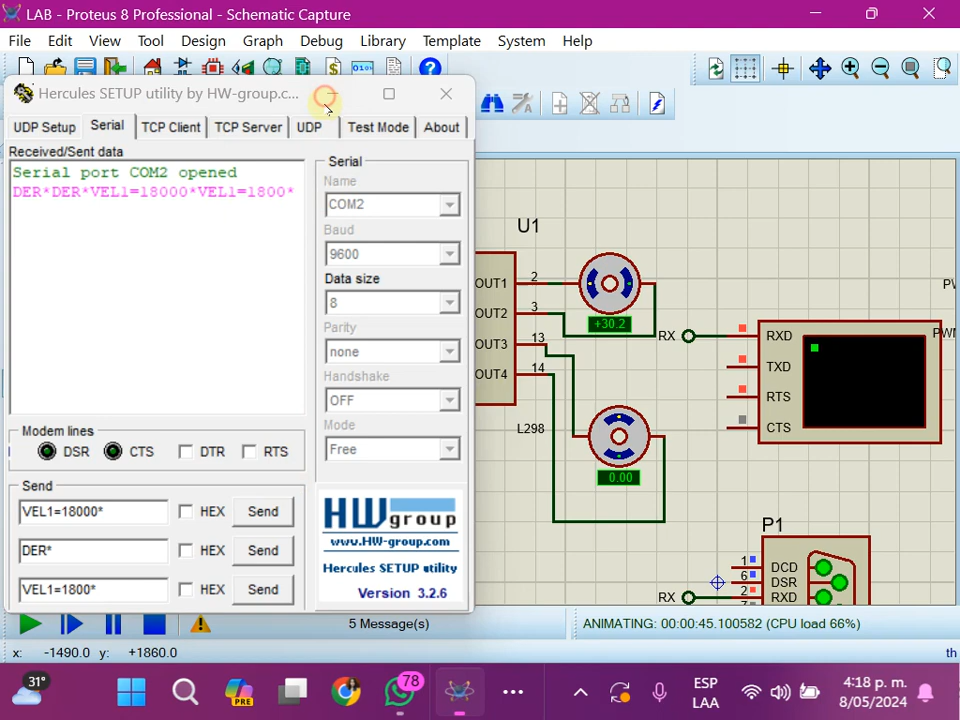 LAB - Proteus 8 Professional - Schematic Capture
File Edit View Tool Design Graph Debug Library Template System Help
Hercules SETUP utility by HW-group.c...
UDP Setup Serial TCP Client TCP Server UDP Test Mode About
Received/Sent data
Serial port COM2 opened
DER*DER*VEL1=18000*VEL1=1800*
Serial
Name
COM2
Baud
9600
Data size
8
Parity
none
Handshake
OFF
Mode
Free
Modem lines
DSR CTS DTR RTS
Send
VEL1=18000* HEX Send
DER* HEX Send
VEL1=1800* HEX Send
HW group
www.HW-group.com
Hercules SETUP utility
Version 3.2.6
U1
OUT1 2
OUT2 3
OUT3 13
OUT4 14
L298
+30.2
0.00
RX
RXD
TXD
RTS
CTS
PWM
P1
1 DCD
6 DSR
RX 2 RXD
5 Message(s)
ANIMATING: 00:00:45.100582 (CPU load 66%)
x: -1490.0 y: +1860.0
th
31°
PRE
78
ESP
LAA
4:18 p. m.
8/05/2024